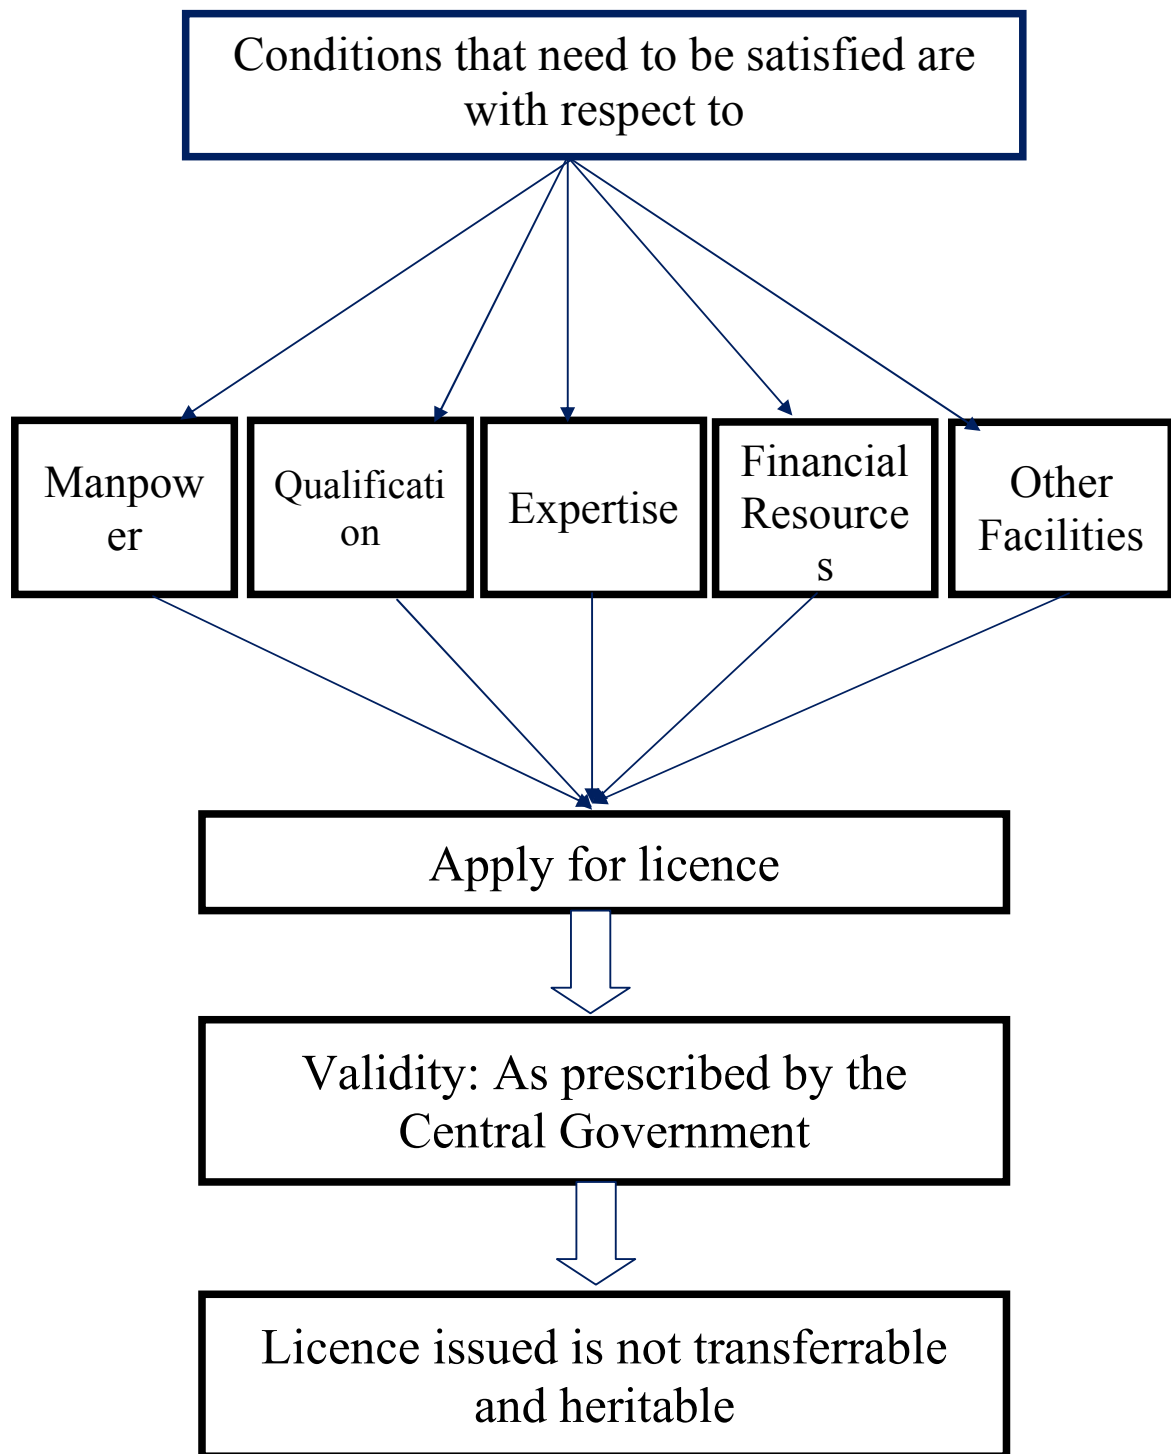 Conditions that need to be satisfied are
with respect to
Manpow
er
Qualificati
on
Expertise
Financial
Resource
s
Other
Facilities
Apply for licence
Validity: As prescribed by the
Central Government
Licence issued is not transferrable
and heritable